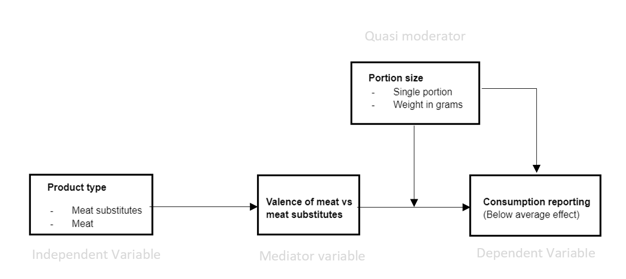 Quasi moderator
Portion size
- Single portion
- Weight in grams
Product type
- Meat substitutes
- Meat
Valence of meat vs
meat substitutes
Consumption reporting
(Below average effect)
Independent Variable
Mediator variable
Dependent Variable